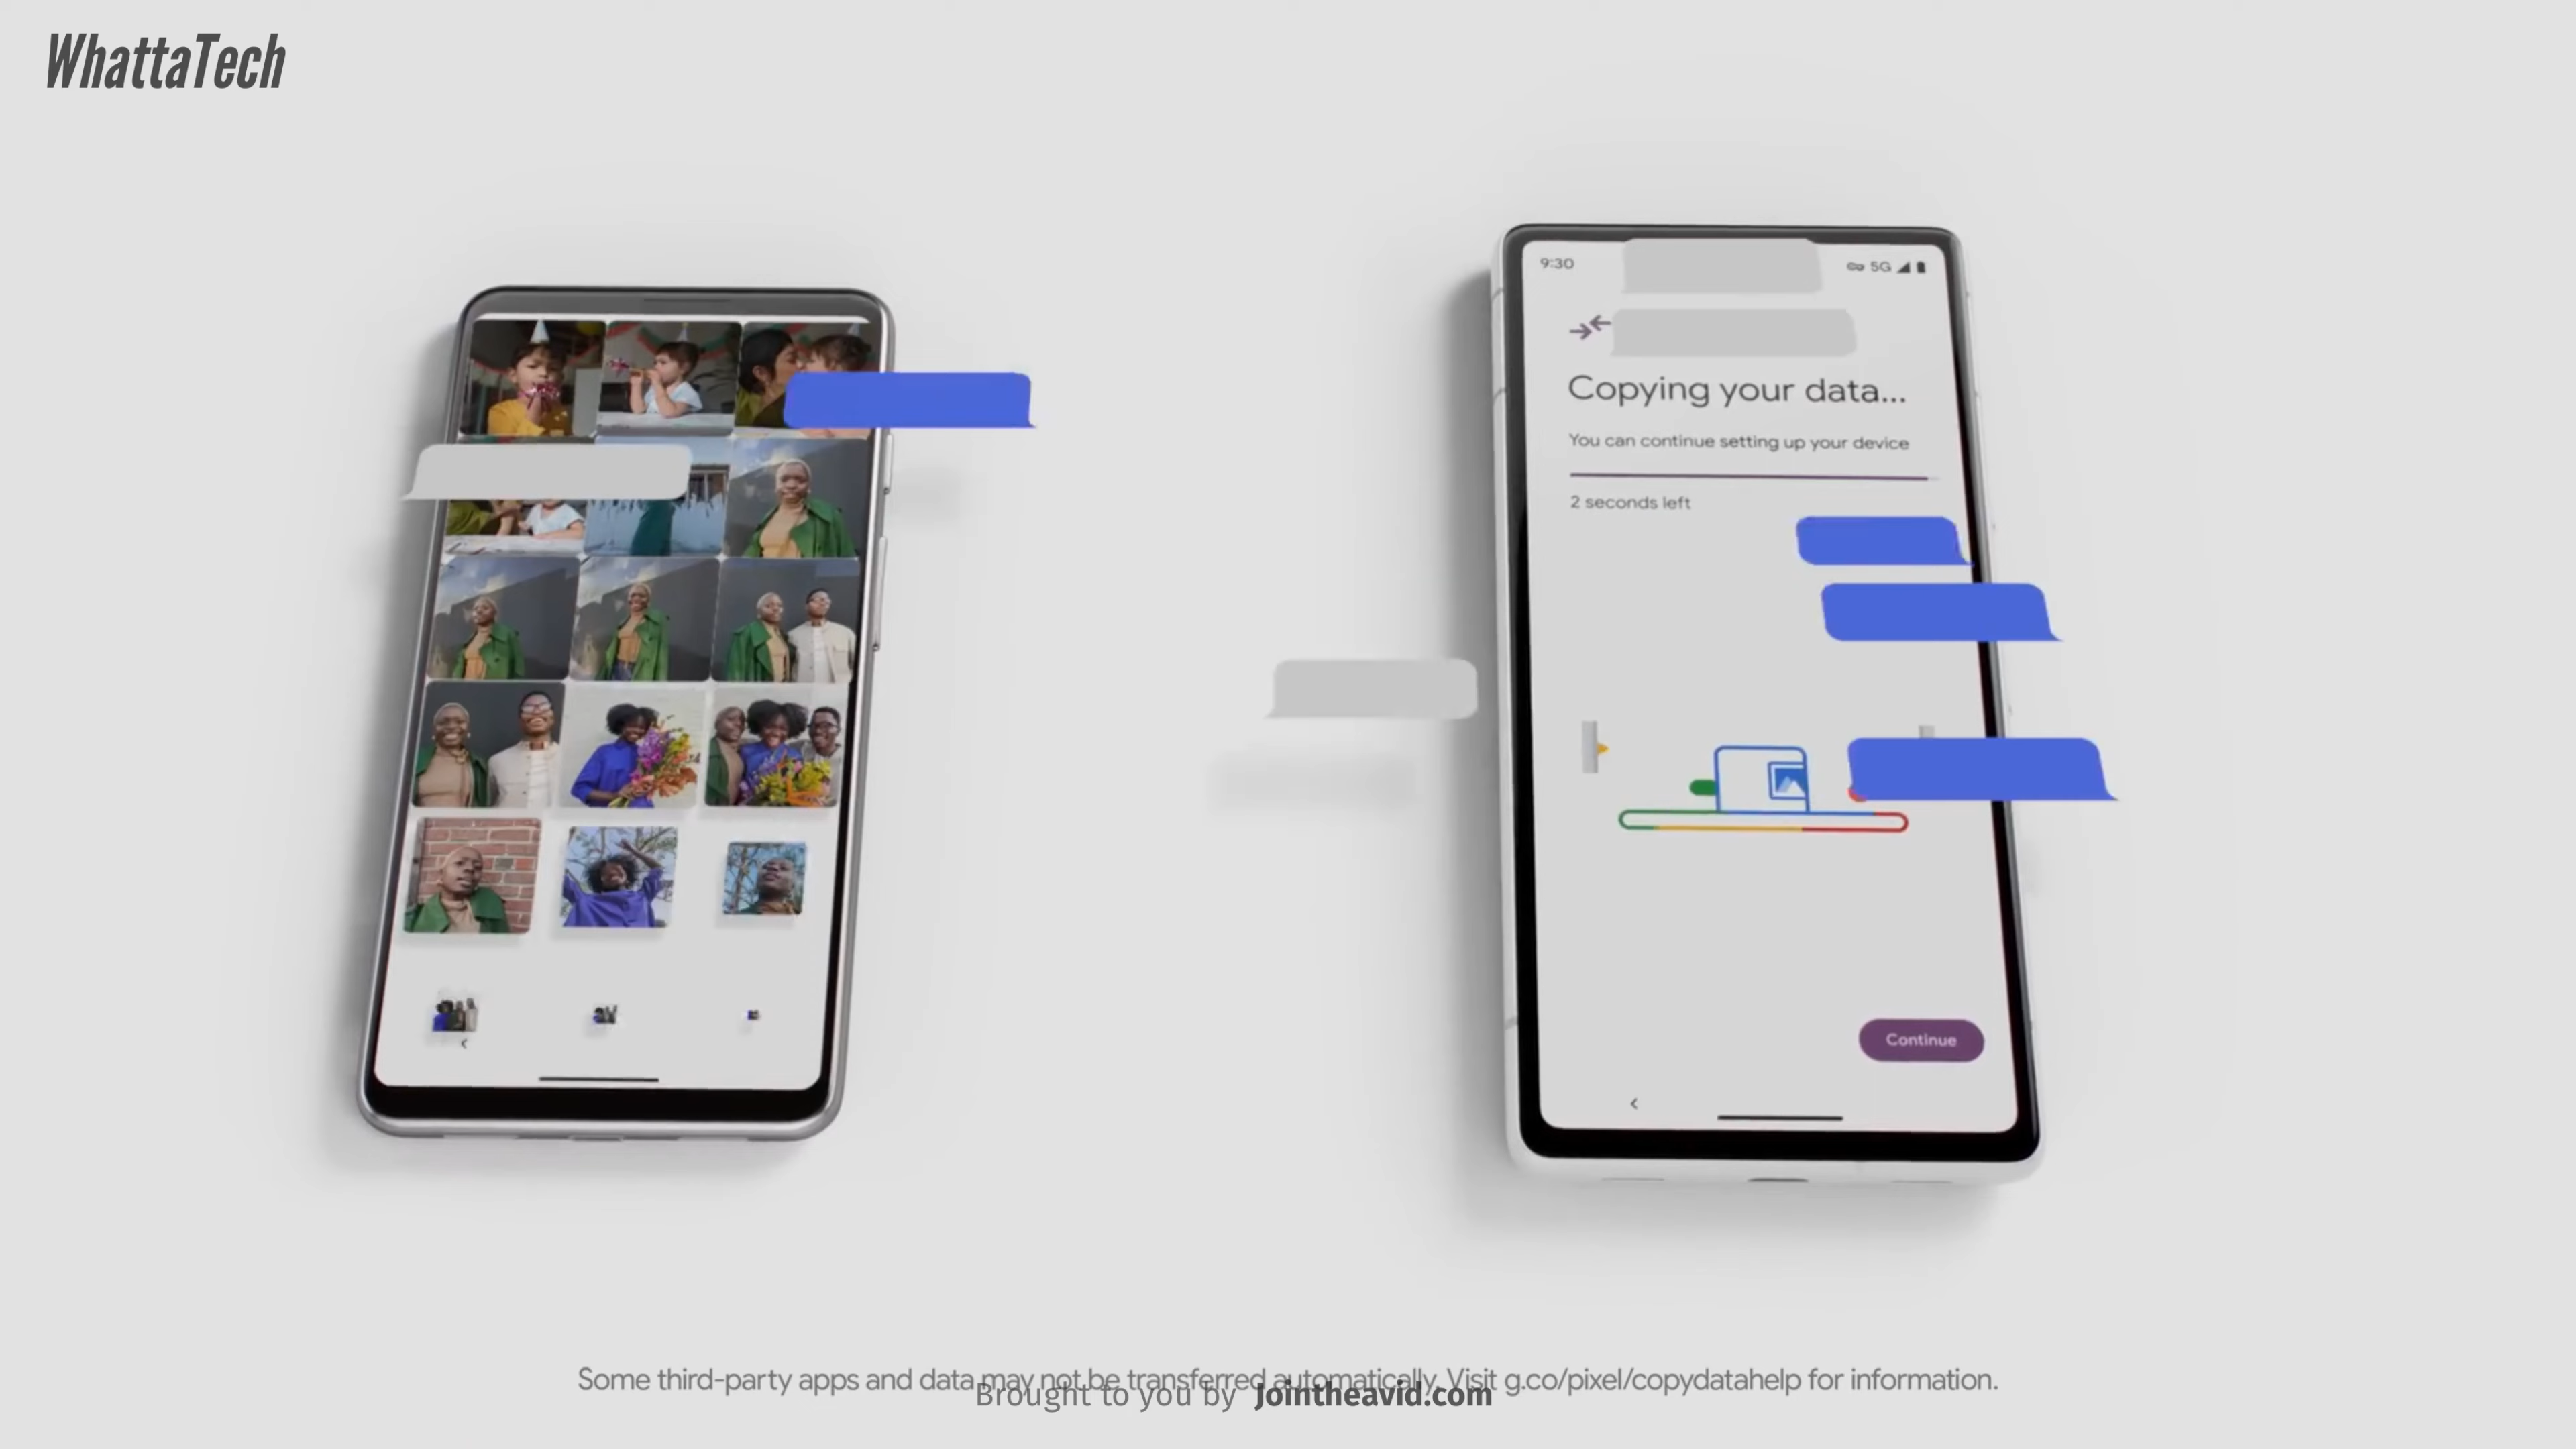 WhattaTech
9:30
5G
Copying your data...
You can continue setting up your device
2 seconds left
Continue
Some third-party apps and data may not be transferred automatically. Visit g.co/pixel/copydatahelp for information.
Brought to you by Jointheavid.com